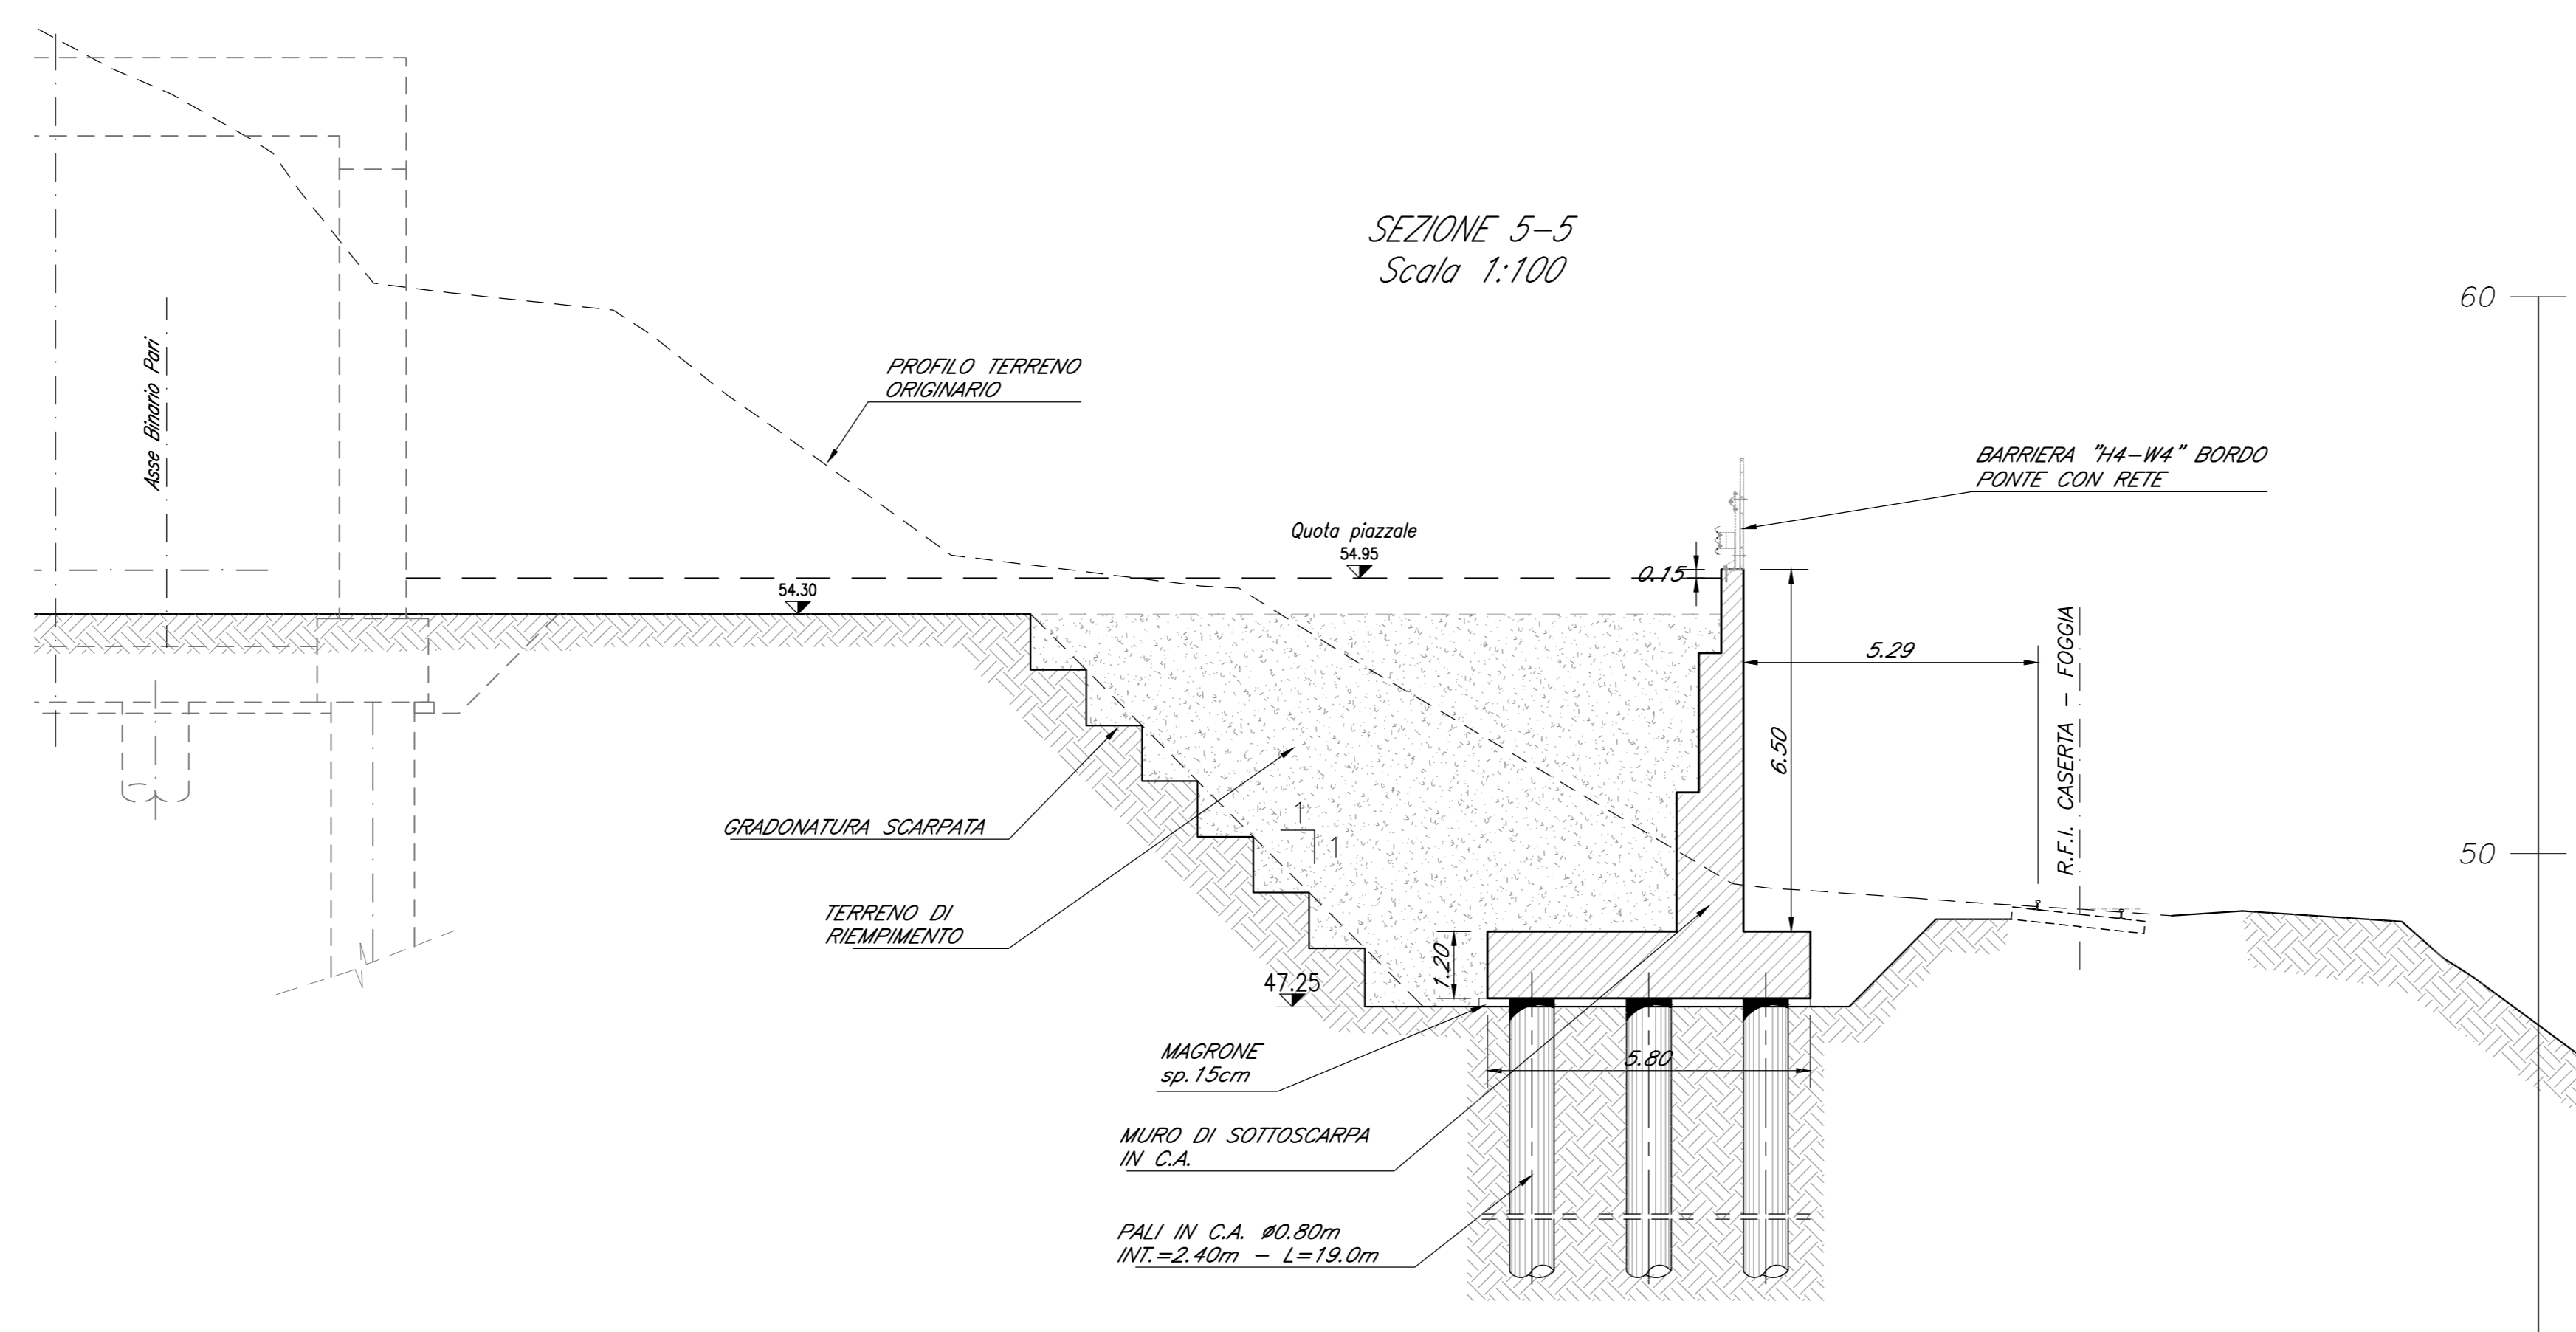 SEZIONE 5-5
Scala 1:100
60
Asse Binario Pari
PROFILO TERRENO
ORIGINARIO
BARRIERA "H4-W4" BORDO
PONTE CON RETE
Quota piazzale
54.95
0.15
54.30
R.F.I. CASERTA - FOGGIA
5.29
6.50
GRADONATURA SCARPATA
1
1
50
TERRENO DI
RIEMPIMENTO
1.20
47.25
MAGRONE
sp.15cm
5.80
MURO DI SOTTOSCARPA
IN C.A.
PALI IN C.A. ø0.80m
INT.=2.40m - L=19.0m